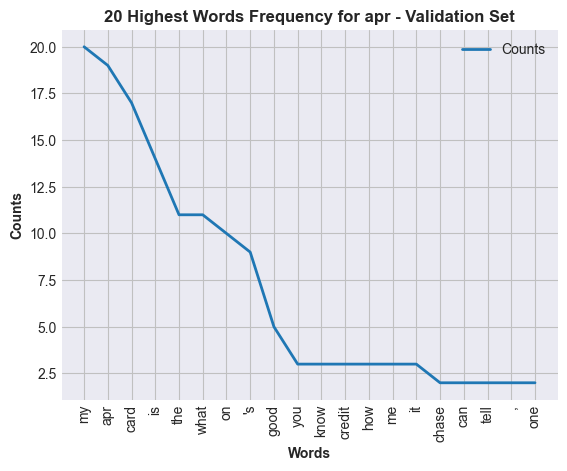 20 Highest Words Frequency for apr - Validation Set
Counts
Counts
20.0
17.5
15.0
12.5
10.0
7.5
5.0
2.5
my
apr
card
is
the
what
on
's
good
you
know
credit
how
me
it
chase
can
tell
,
one
Words